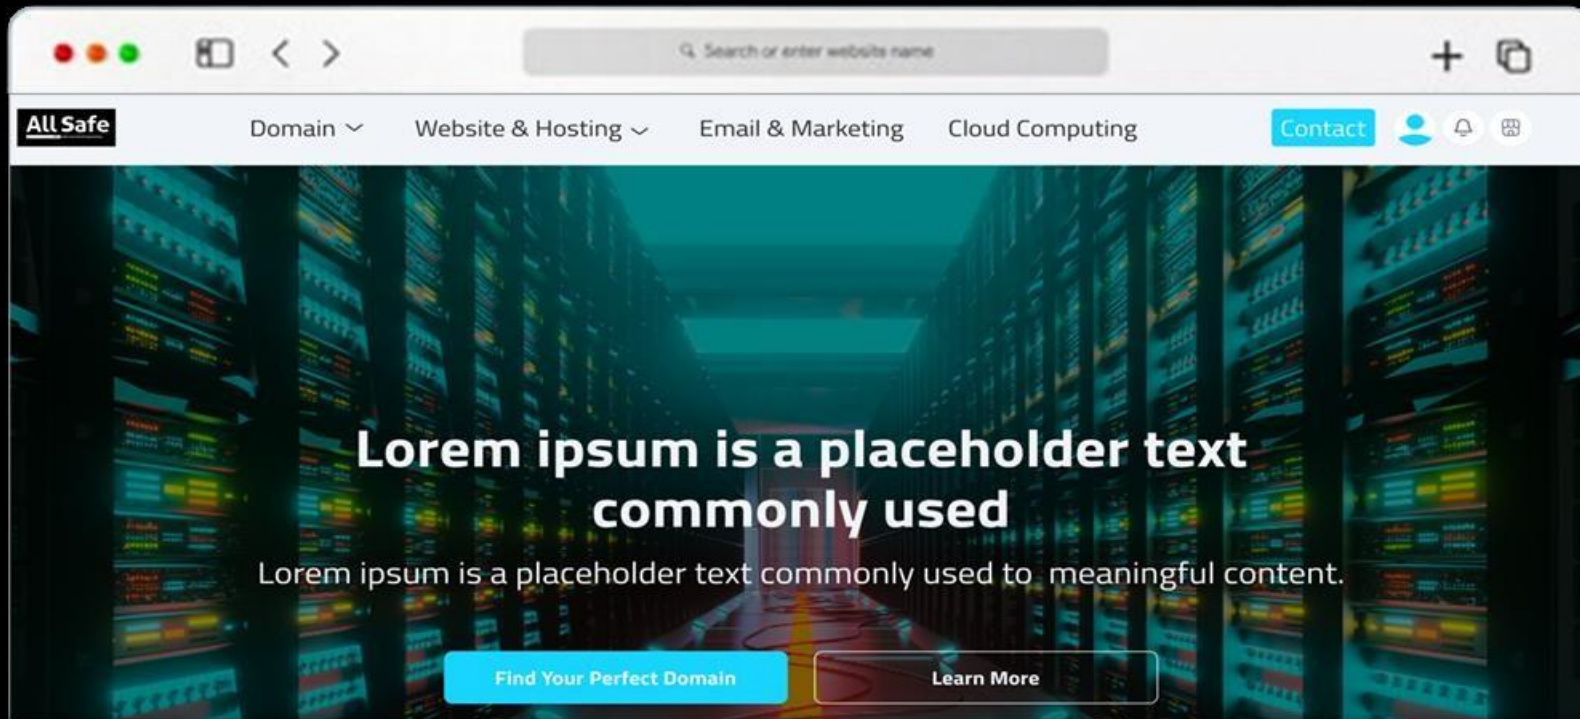 Search or enter website name
All Safe
Domain
Website & Hosting
Email & Marketing
Cloud Computing
Contact
Lorem ipsum is a placeholder text
commonly used
Lorem ipsum is a placeholder text commonly used to meaningful content.
Find Your Perfect Domain
Learn More